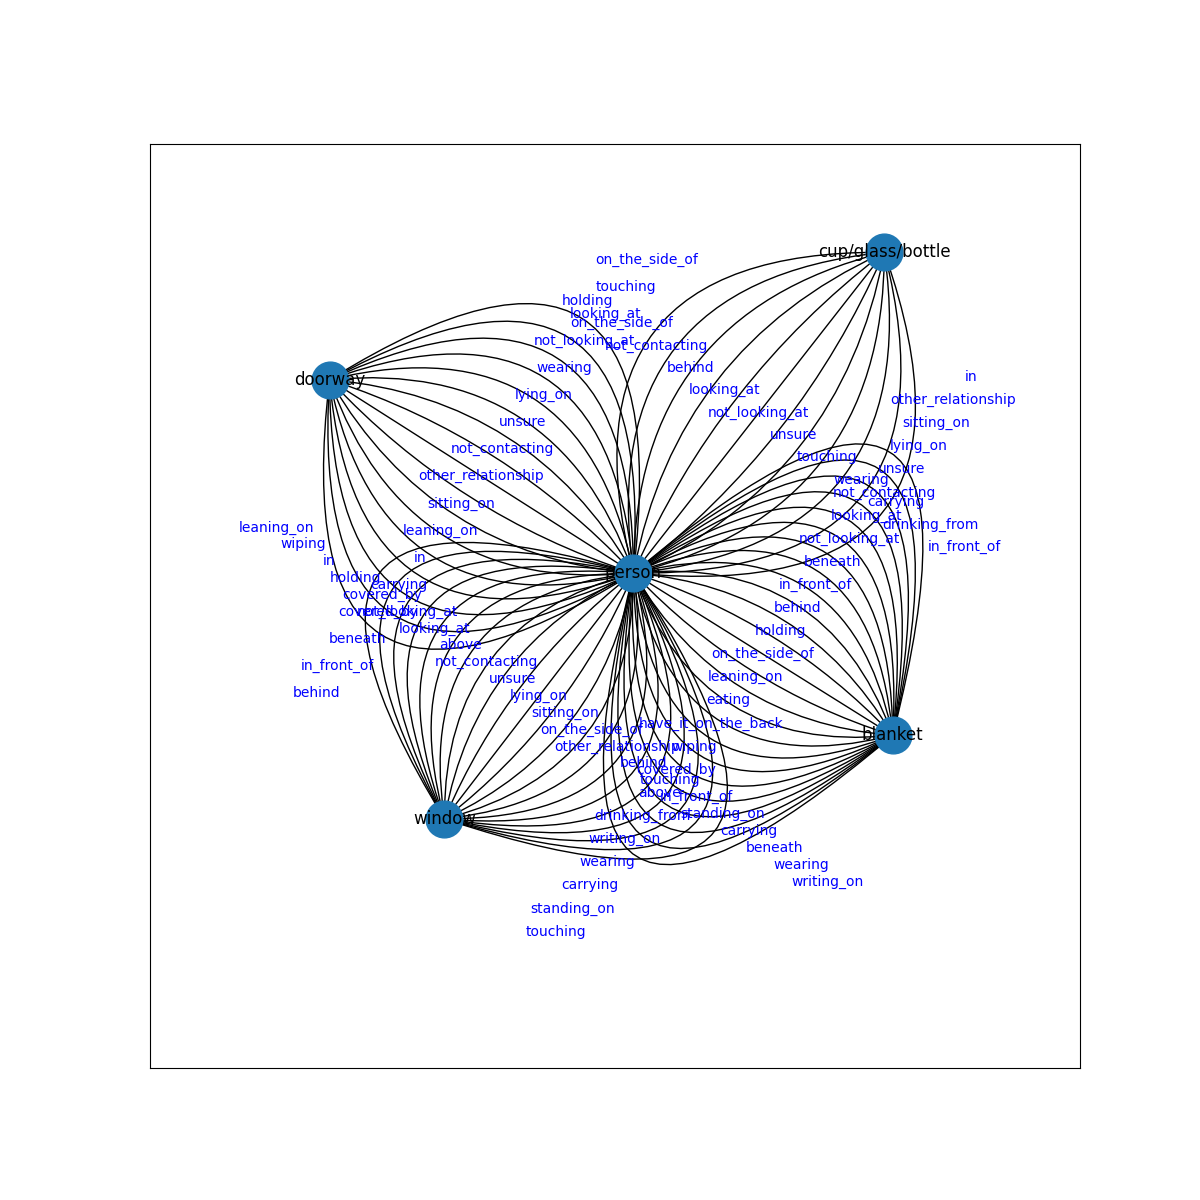 cup/glass/bottle
on_the_side_of
touching
holding
looking_at
on_the_side_of
not_looking_at
not_contacting
wearing
behind
in
doorway
lying_on
looking_at
other_relationship
unsure
not_looking_at
sitting_on
not_contacting
unsure
lying_on
other_relationship
touching
unsure
wearing
not_contacting
sitting_on
carrying
looking_at
leaning_on
leaning_on
drinking_from
not_looking_at
wiping
in_front_of
in
in
beneath
person
holding
carrying
in_front_of
covered_by
covered_by
not_looking_at
behind
looking_at
holding
beneath
above
on_the_side_of
in_front_of
not_contacting
unsure
leaning_on
behind
lying_on
eating
sitting_on
have_it_on_the_back
on_the_side_of
blanket
other_relationship
wiping
behind
covered_by
touching
above
in_front_of
window
drinking_from
standing_on
writing_on
carrying
wearing
beneath
wearing
carrying
writing_on
standing_on
touching